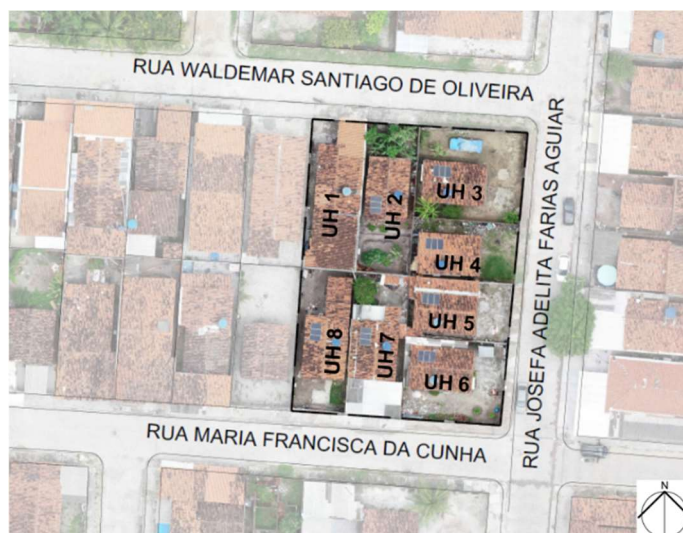 RUA WALDEMAR SANTIAGO DE OLIVEIRA
RUA JOSEFA ADELITA FARIAS AGUIAR
UH 1
UH 2
UH 3
UH 4
UH 5
UH 6
UH 7
UH 8
RUA MARIA FRANCISCA DA CUNHA
N